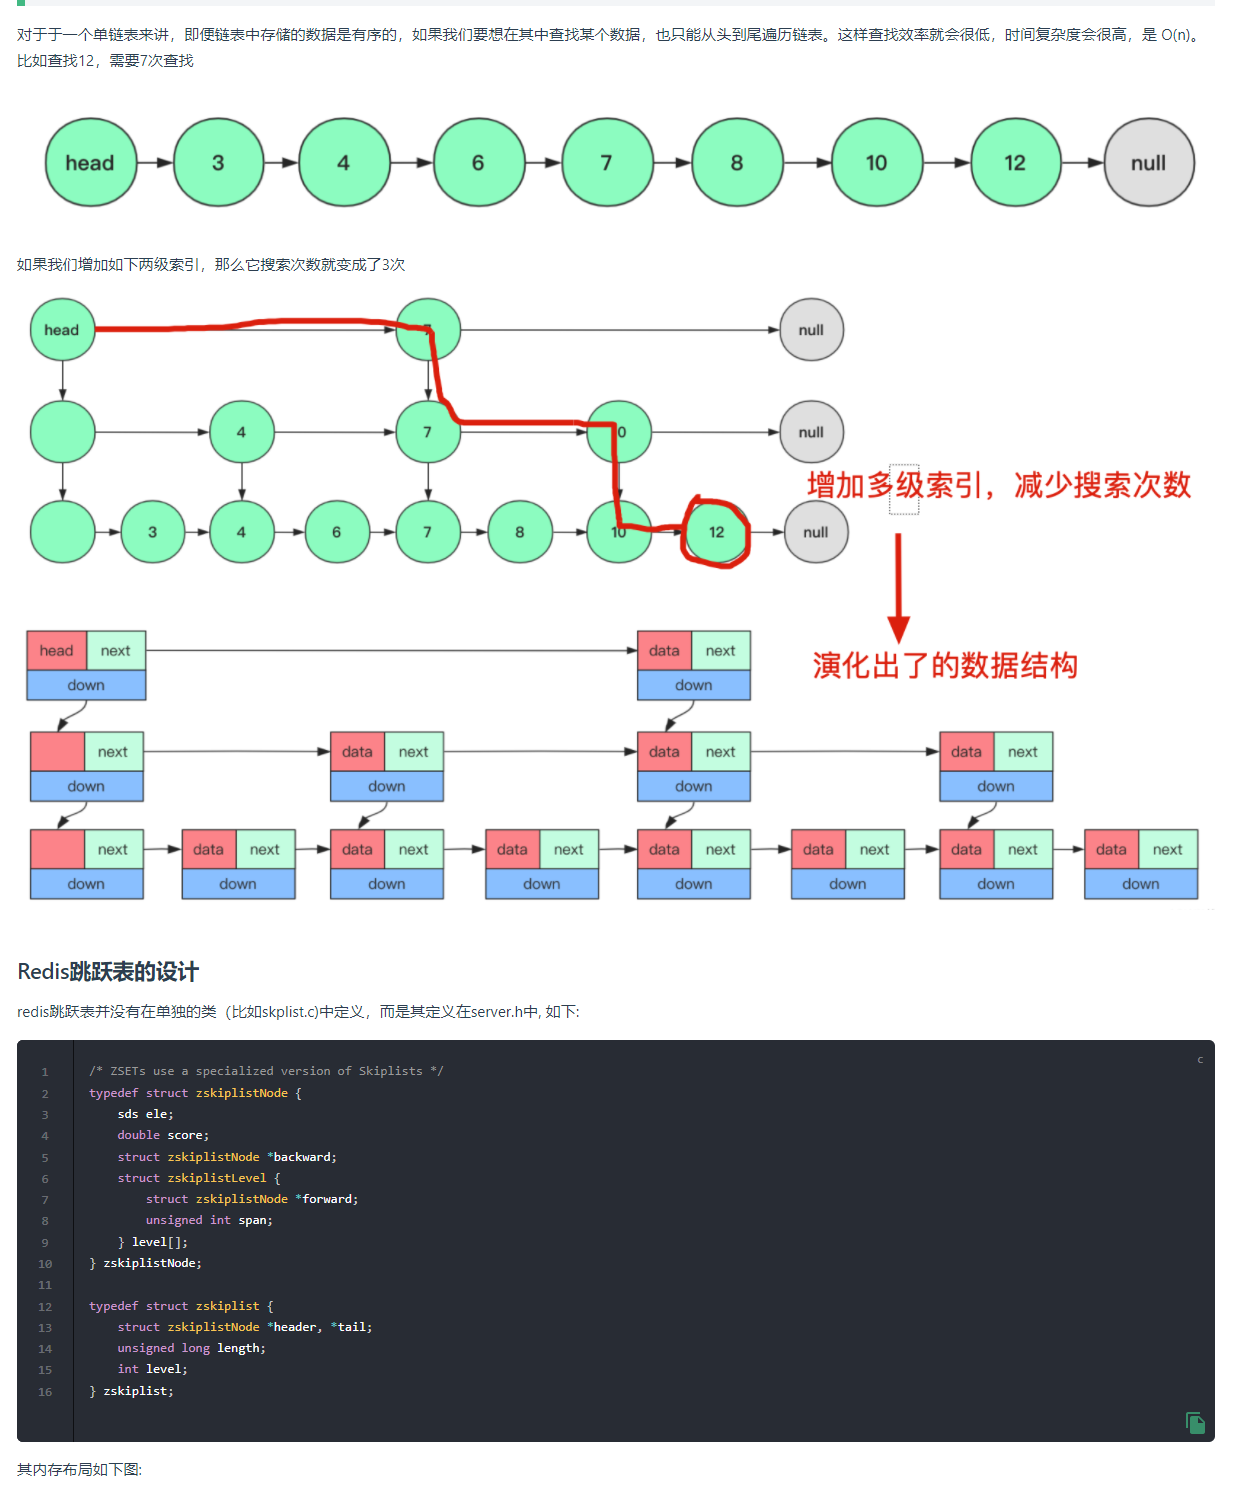 对于于一个单链表来讲，即便链表中存储的数据是有序的，如果我们要想在其中查找某个数据，也只能从头到尾遍历链表。这样查找效率就会很低，时间复杂度会很高，是 O(n)。
比如查找12，需要7次查找
head 3 4 6 7 8 10 12 null
如果我们增加如下两级索引，那么它搜索次数就变成了3次
head null
4 7 0 null
增加多级索引，减少搜索次数
3 4 6 7 8 10 12 null
演化出了的数据结构
head next data next
down down
next data next data next data next
down down down down
next data next data next data next data next data next data next data next
down down down down down down down down
Redis跳跃表的设计
redis跳跃表并没有在单独的类（比如skplist.c)中定义，而是其定义在server.h中, 如下:
c
1 /* ZSETs use a specialized version of Skiplists */
2 typedef struct zskiplistNode {
3 sds ele;
4 double score;
5 struct zskiplistNode *backward;
6 struct zskiplistLevel {
7 struct zskiplistNode *forward;
8 unsigned int span;
9 } level[];
10 } zskiplistNode;
11
12 typedef struct zskiplist {
13 struct zskiplistNode *header, *tail;
14 unsigned long length;
15 int level;
16 } zskiplist;
其内存布局如下图: